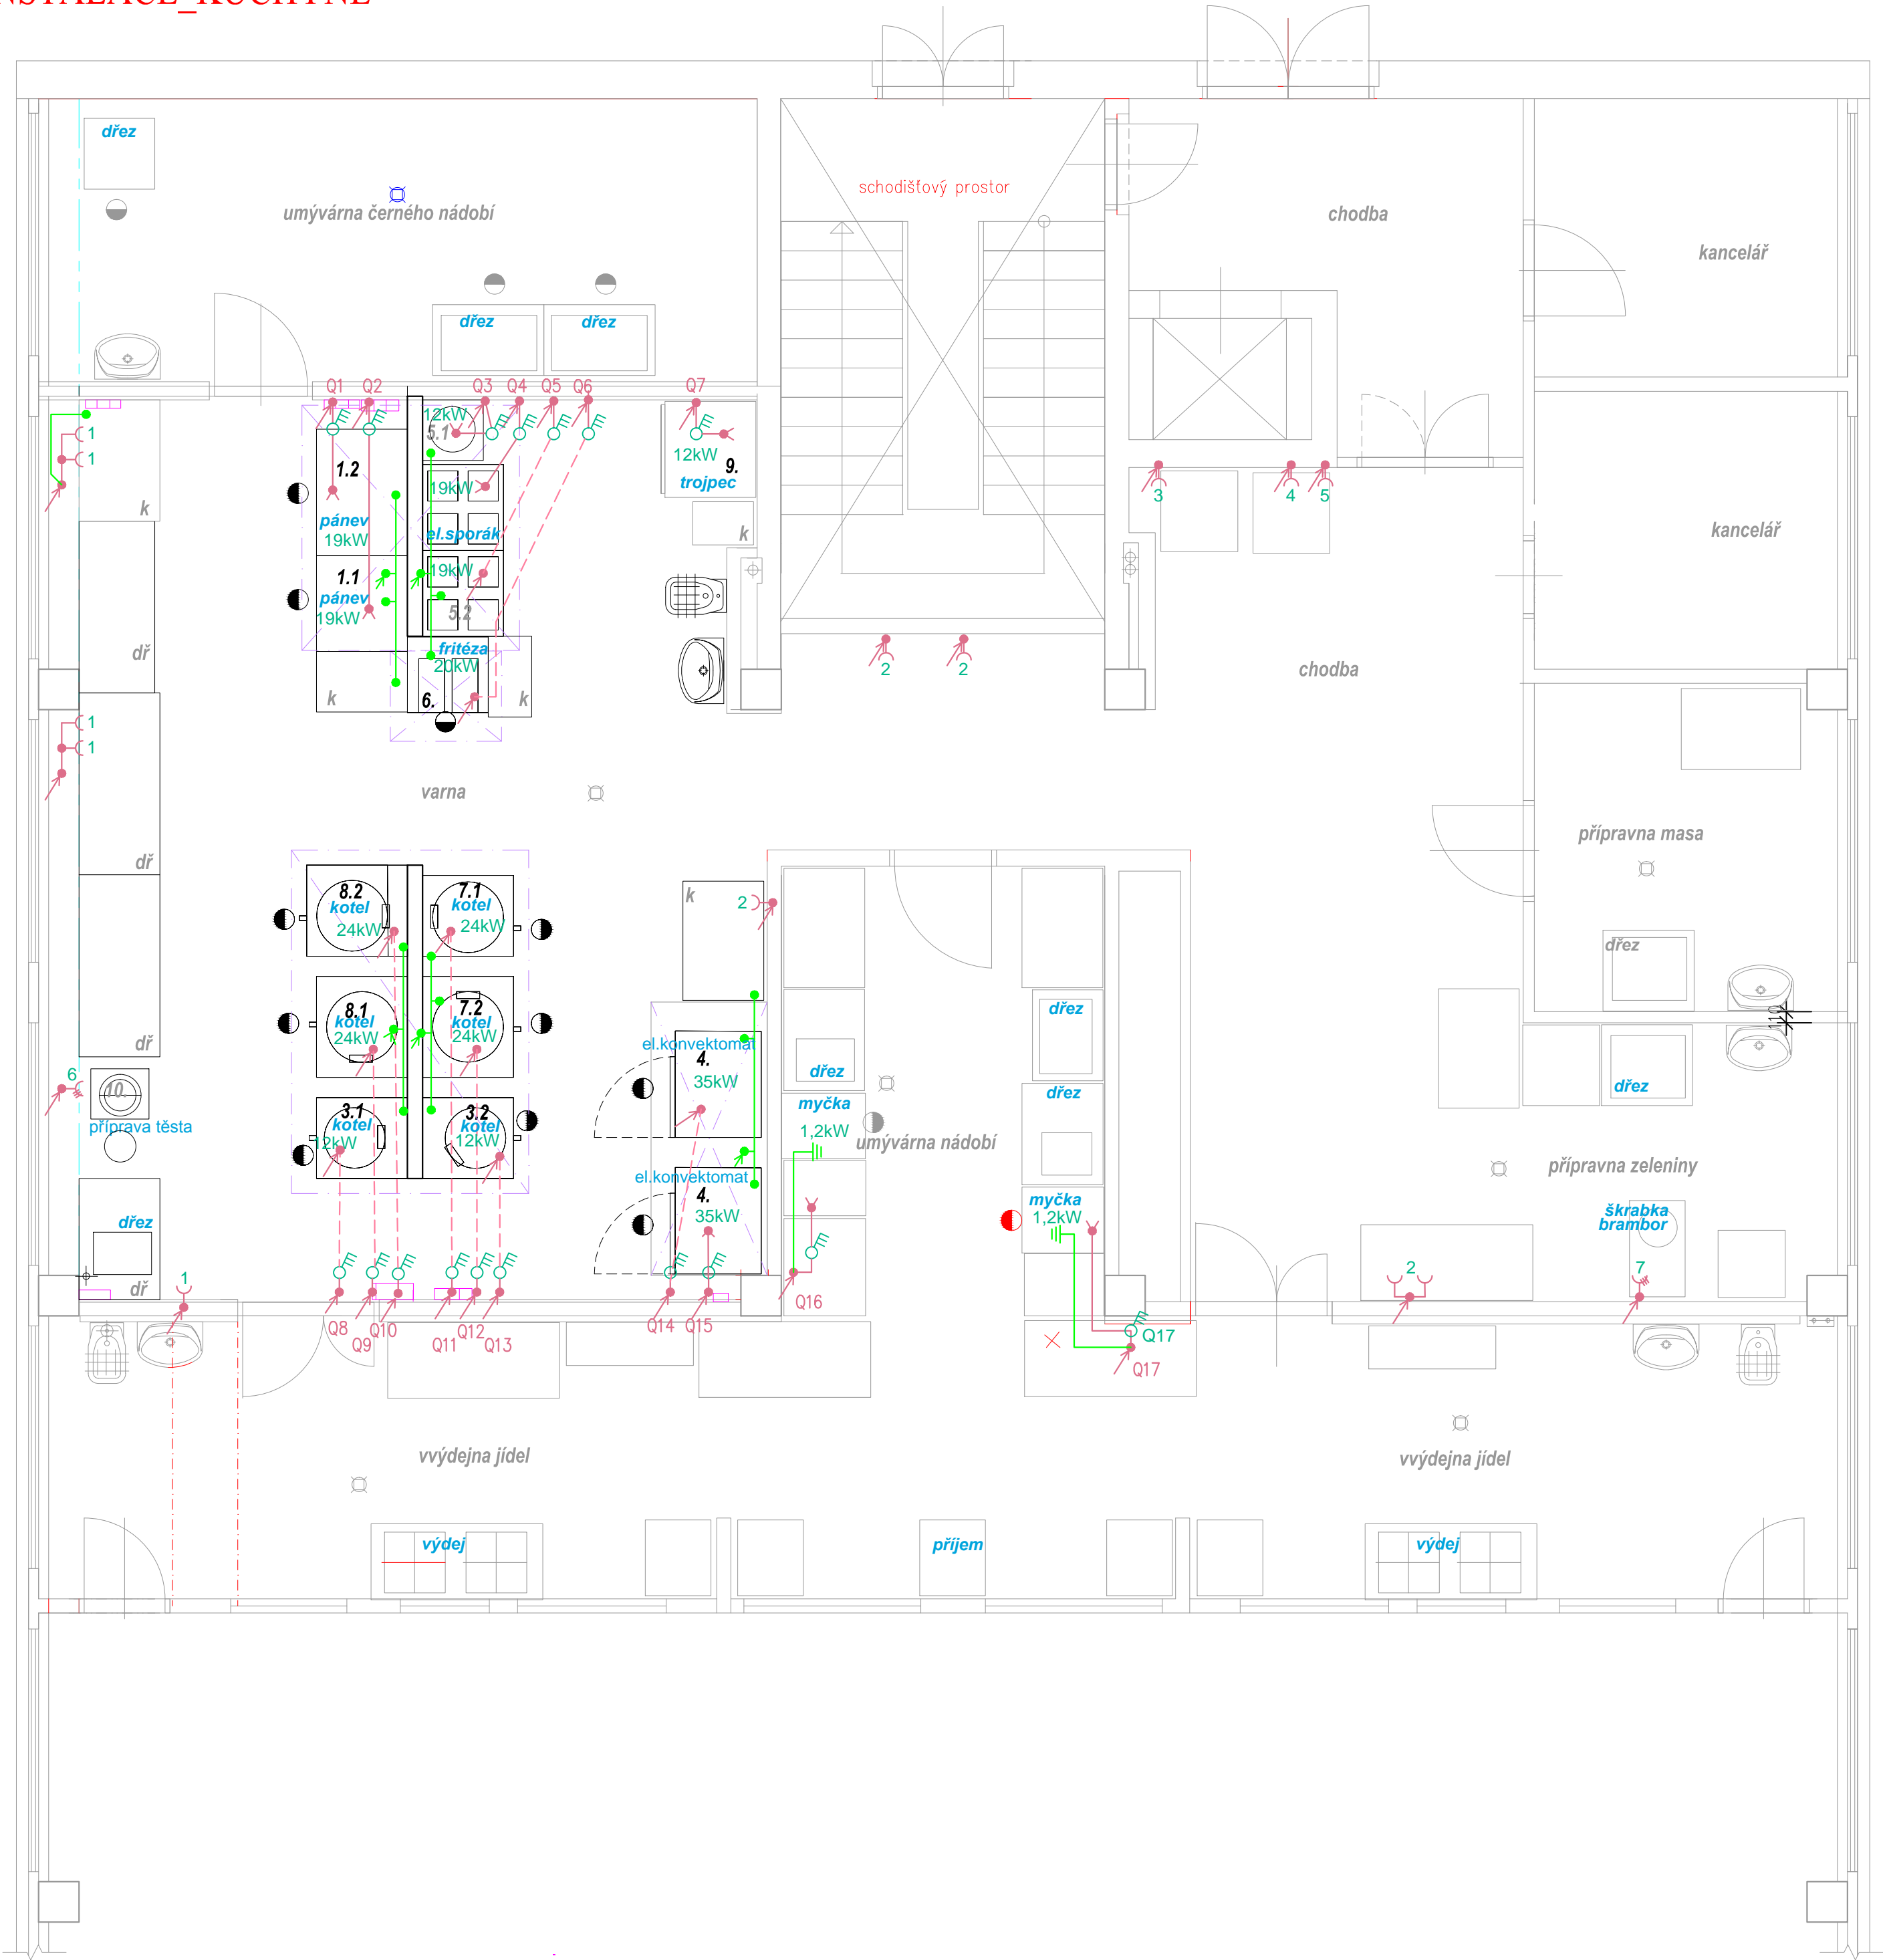 dřez
umývárna černého nádobí
schodišťový prostor
chodba
kancelář
dřez
dřez
Q1
Q2
Q3
Q4
Q5
Q6
Q7
12kW
5.1
1
1
k
1.2
pánev
19kW
19kW
el.sporák
12kW
9.
trojpec
k
3
4
5
kancelář
1.1
pánev
19kW
19kW
5.2
dř
fritéza
20kW
6.
k
k
2
2
chodba
1
1
varna
přípravna masa
dř
8.2
kotel
24kW
7.1
kotel
24kW
k
2
dřez
8.1
kotel
24kW
7.2
kotel
24kW
dřez
dř
el.konvektomat
4.
35kW
dřez
dřez
dřez
6
10.
příprava těsta
3.1
kotel
12kW
3.2
kotel
12kW
myčka
1,2kW
umývárna nádobí
přípravna zeleniny
el.konvektomat
4.
35kW
myčka
1,2kW
škrabka
brambor
dřez
dř
1
2
7
Q8
Q9
Q10
Q11
Q12
Q13
Q14
Q15
Q16
Q17
Q17
vvýdejna jídel
vvýdejna jídel
výdej
příjem
výdej